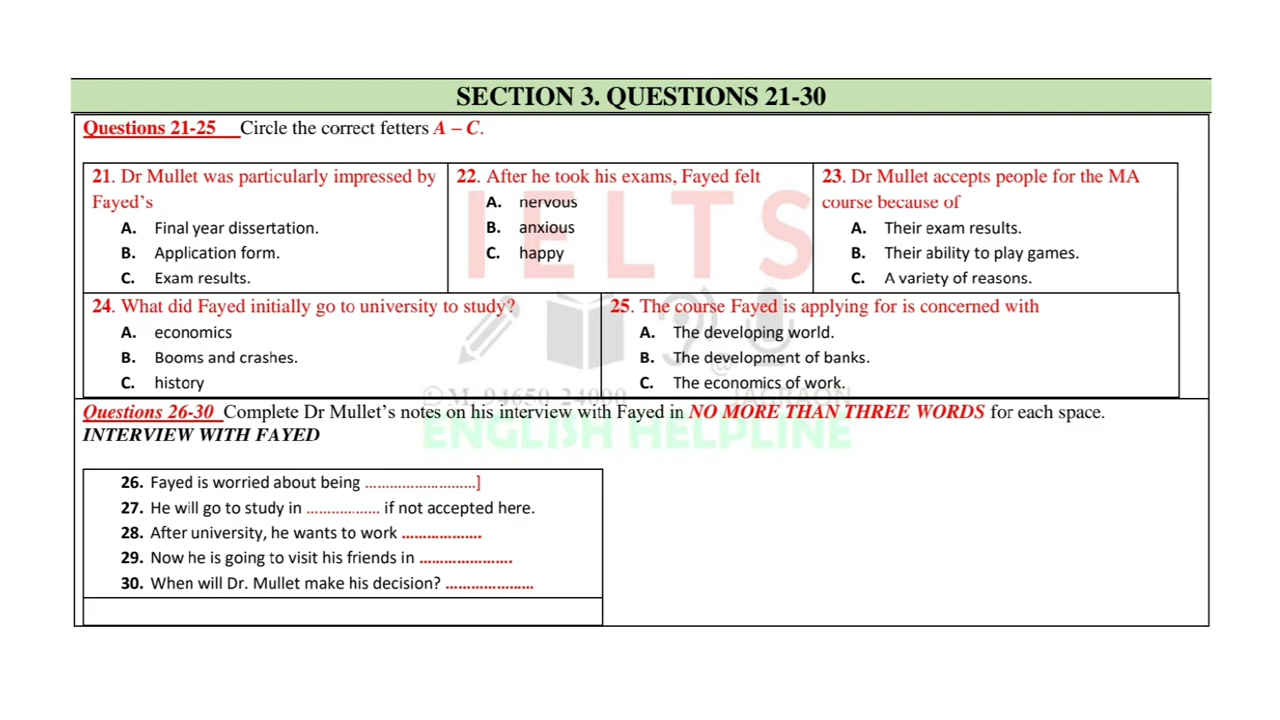 SECTION 3. QUESTIONS 21-30
Questions 21-25 Circle the correct fetters A – C.
21. Dr Mullet was particularly impressed by
Fayed's
A. Final year dissertation.
B. Application form.
C. Exam results.
22. After he took his exams, Fayed felt
A. nervous
B. anxious
C. happy
23. Dr Mullet accepts people for the MA
course because of
A. Their exam results.
B. Their ability to play games.
C. A variety of reasons.
24. What did Fayed initially go to university to study?
A. economics
B. Booms and crashes.
C. history
25. The course Fayed is applying for is concerned with
A. The developing world.
B. The development of banks.
C. The economics of work.
IELTS
@
©M. 94650-24000 JAGRAON
ENGLISH HELPLINE
Questions 26-30 Complete Dr Mullet's notes on his interview with Fayed in NO MORE THAN THREE WORDS for each space.
INTERVIEW WITH FAYED
26. Fayed is worried about being ...........................]
27. He will go to study in .................. if not accepted here.
28. After university, he wants to work ...................
29. Now he is going to visit his friends in ......................
30. When will Dr. Mullet make his decision? .....................